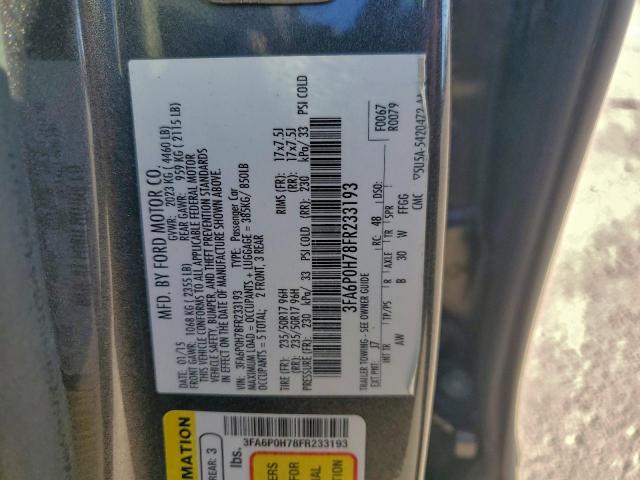 MFD. BY FORD MOTOR CO.
DATE: 01/15 GVWR: 2023 KG ( 4460 LB)
FRONT GAWR: 1068 KG ( 2355 LB) REAR GAWR: 959 KG ( 2115 LB)
THIS VEHICLE CONFORMS TO ALL APPLICABLE FEDERAL MOTOR
VEHICLE SAFETY, BUMPER, AND THEFT PREVENTION STANDARDS
IN EFFECT ON THE DATE OF MANUFACTURE SHOWN ABOVE.
VIN: 3FA6P0H78FR233193 TYPE: Passenger Car
MAXIMUM LOAD = OCCUPANTS + LUGGAGE = 385KG/ 850LB
OCCUPANTS = 5 TOTAL: 2 FRONT, 3 REAR
TIRE (FR): 235/50R17 96H RIMS (FR): 17x7.5J
(RR): 235/50R17 96H (RR): 17x7.5J
PRESSURE (FR): 230 kPa/ 33 PSI COLD (RR): 230 kPa/ 33 PSI COLD
3FA6P0H78FR233193
F0067
R0079
TRAILER TOWING - SEE OWNER GUIDE
EXT PNT: J7 RC: 48 DSO:
INT TR TP/PS R AXLE TR SPR
AW B 30 W FFGG
CMC
3FA6P0H78FR233193
REAR: 3
lbs.
FOR